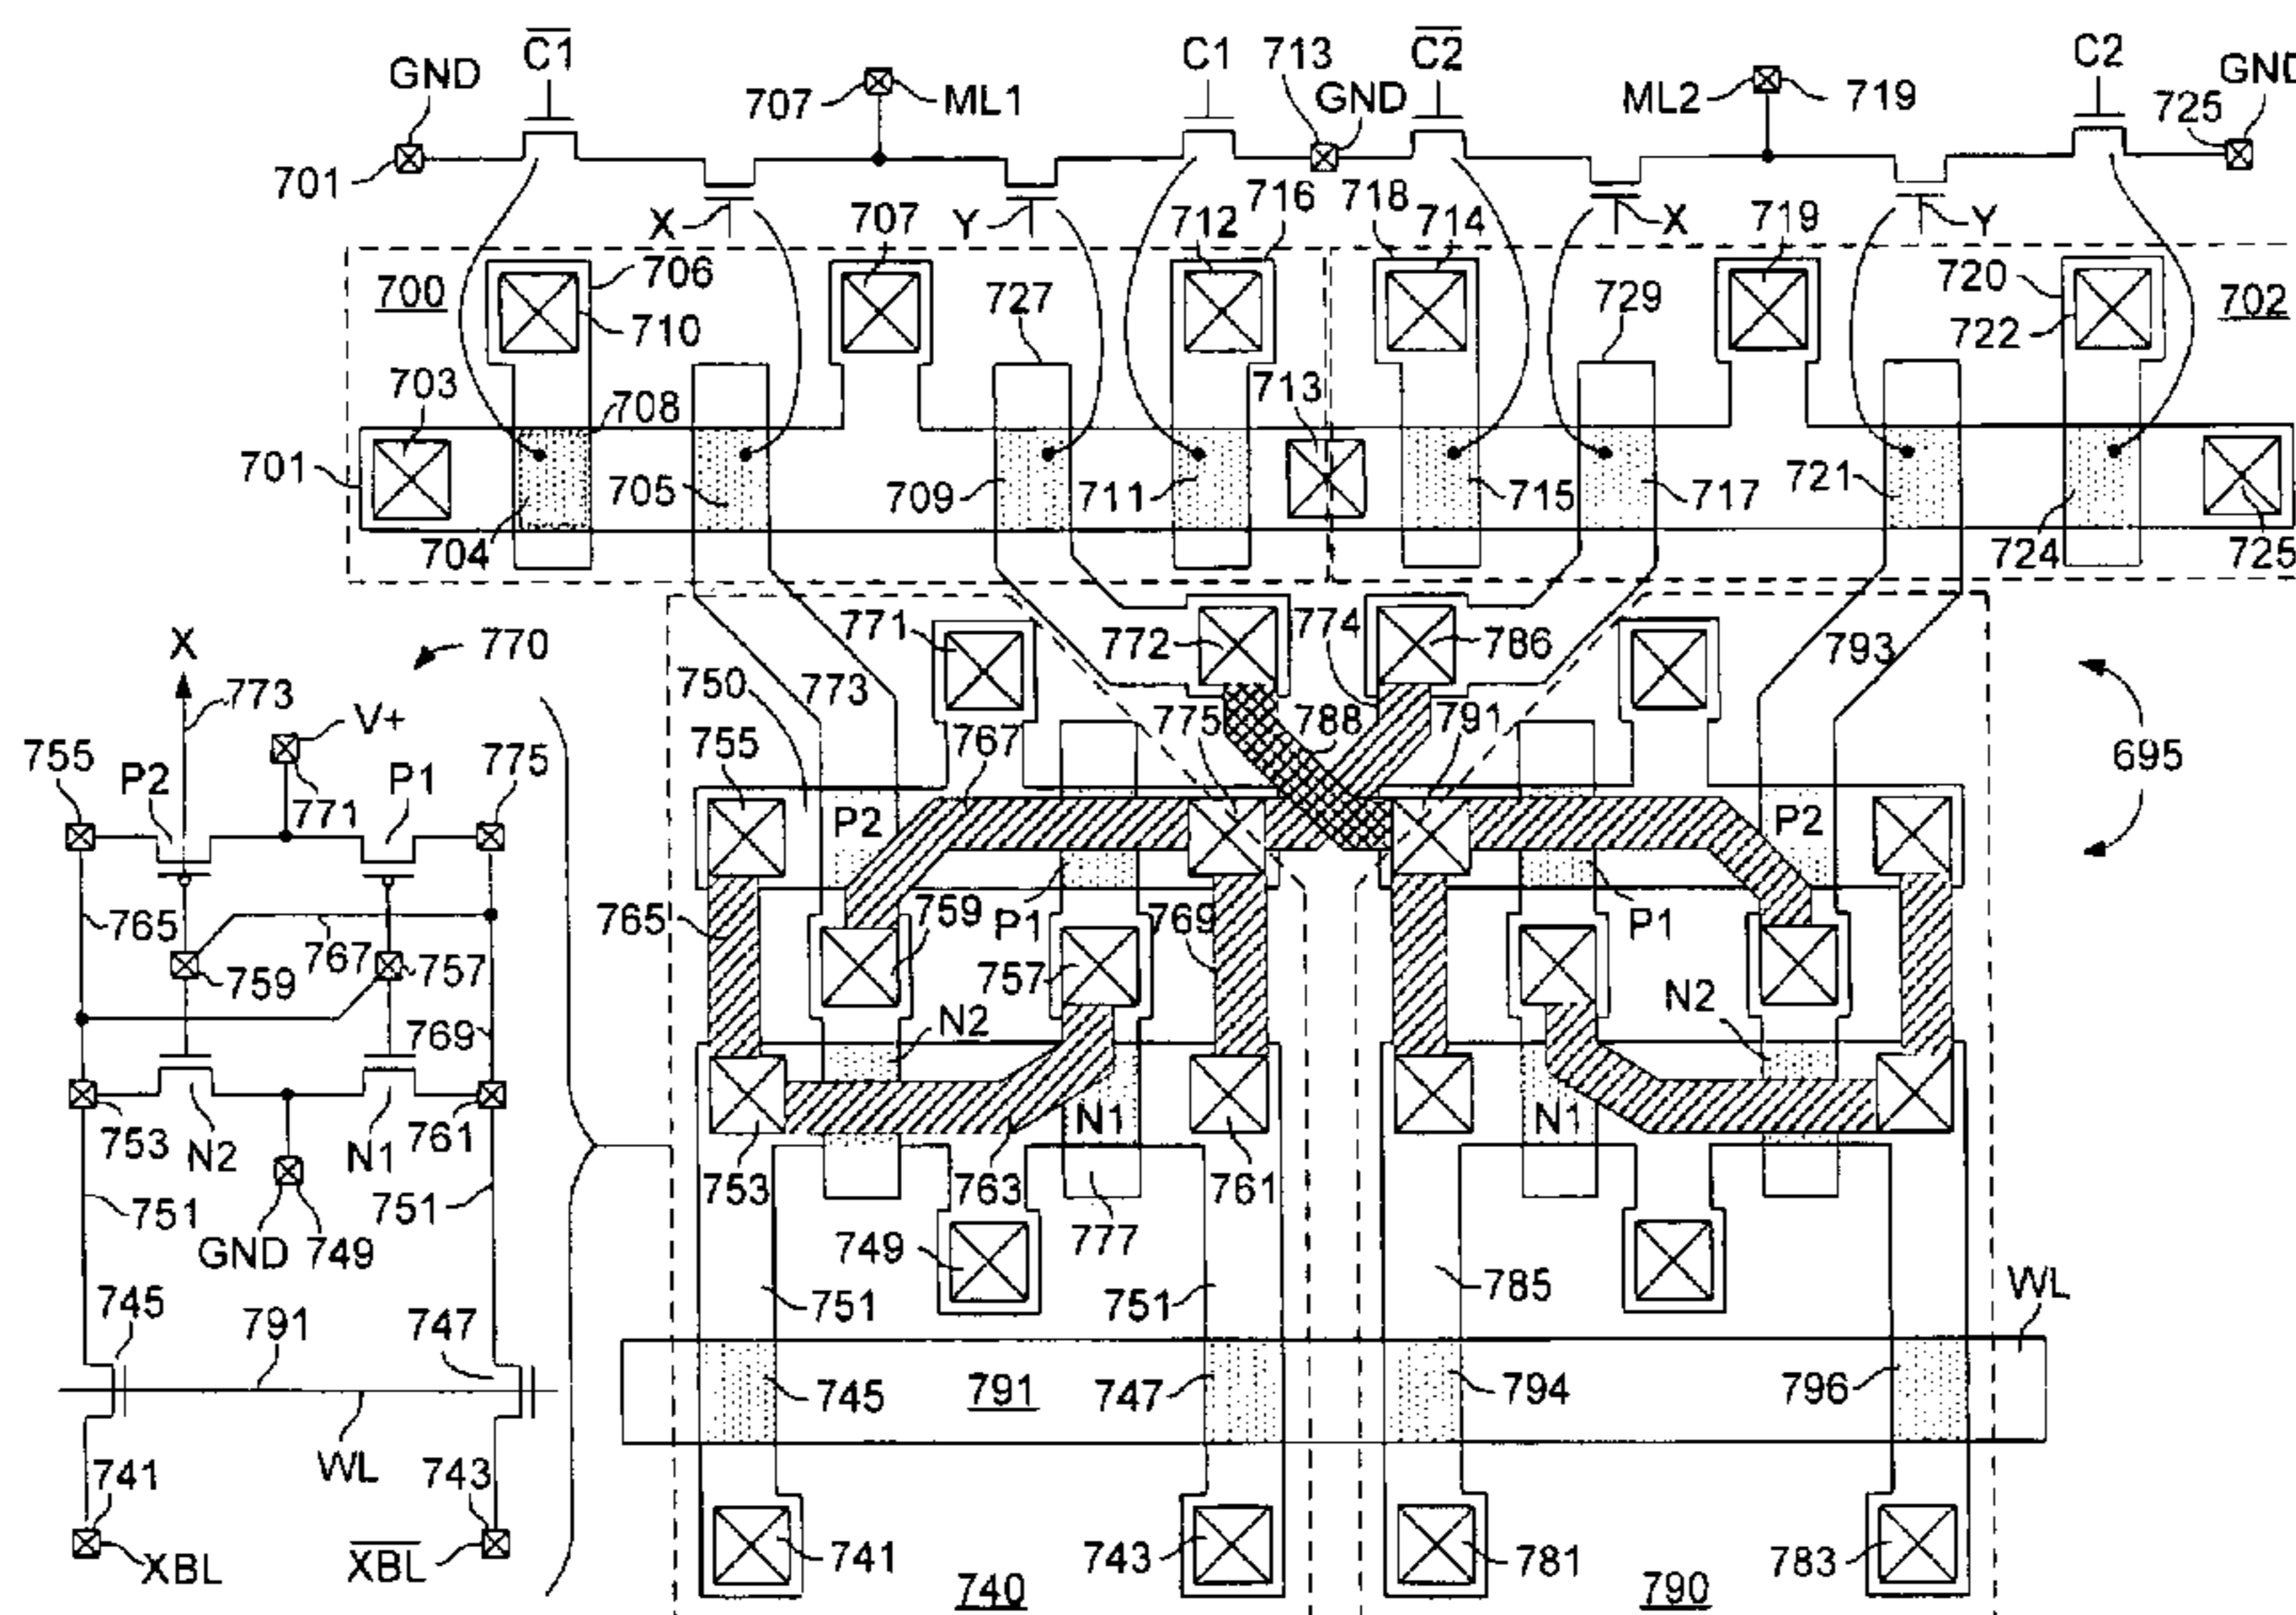 GND C1 707 ML1 C1 713 GND C2 ML2 719 C2 725 GND
701 X 707 Y 712 716 718 714 X 719 Y
700 706 710 727 729 720 722 702
703 708 713
701 705 709 711 715 717 721
704 724 725
X 770 771 772 774 786 793
773 750 773 775 788 791 695
755 V+ 775 755 767
P2 P1 P2 P2
771
765 767 765 759 P1 769 P1
759 757 757 N2
769 N2
753 N2 N1 761 N1 N1
751 751 753 763 761
GND 749 749 777
745 791 747 751 751 785 WL
745 791 747 794 796
WL
741 743
XBL XBL 741 743 781 783
740 790